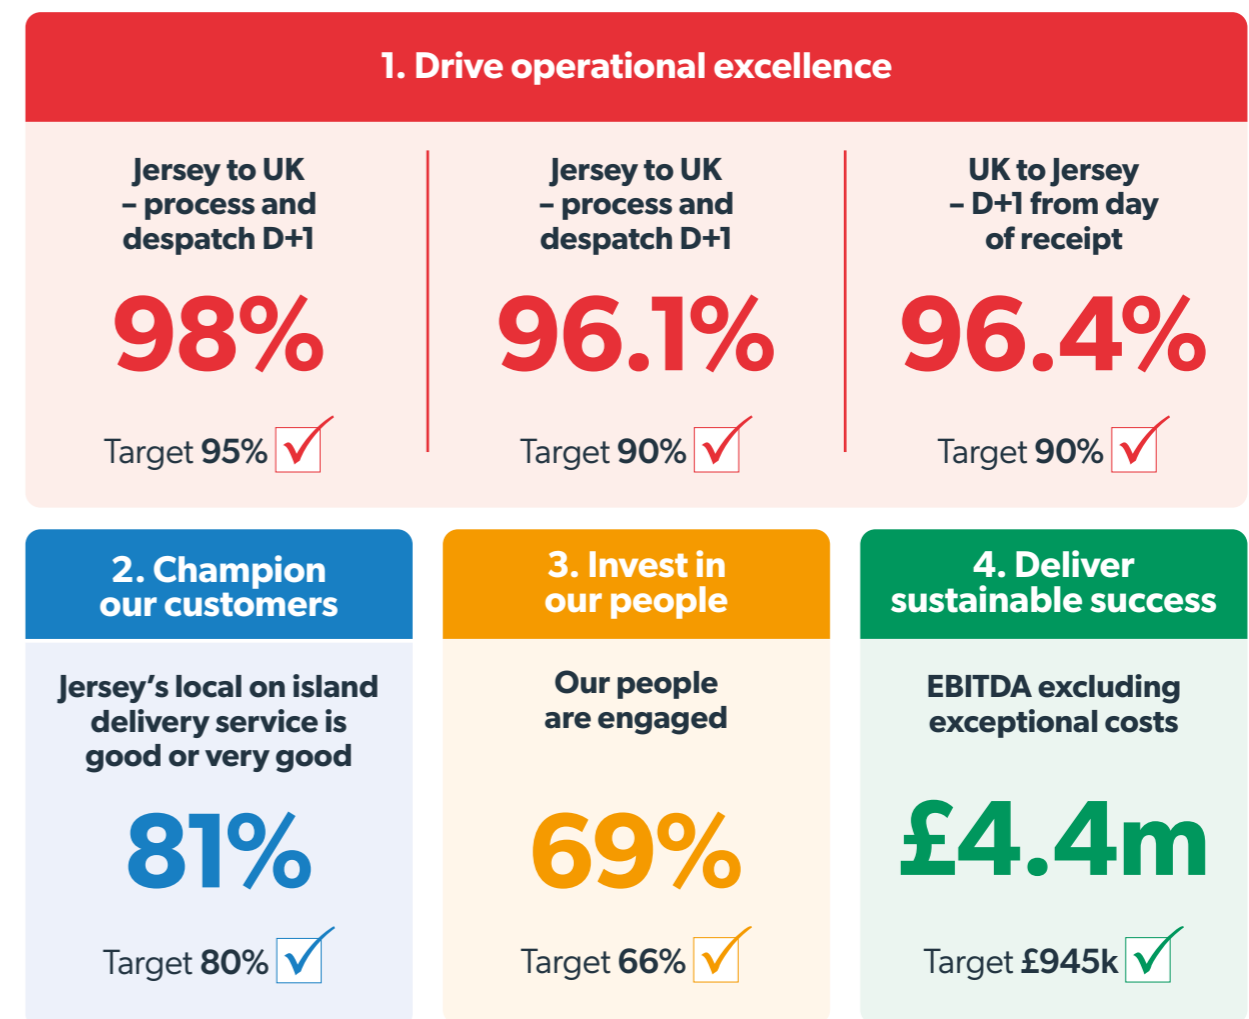 1. Drive operational excellence
Jersey to UK
– process and
despatch D+1
98%
Target 95%
Jersey to UK
– process and
despatch D+1
96.1%
Target 90%
UK to Jersey
– D+1 from day
of receipt
96.4%
Target 90%
2. Champion
our customers
Jersey’s local on island
delivery service is
good or very good
81%
Target 80%
3. Invest in
our people
Our people
are engaged
69%
Target 66%
4. Deliver
sustainable success
EBITDA excluding
exceptional costs
£4.4m
Target £945k